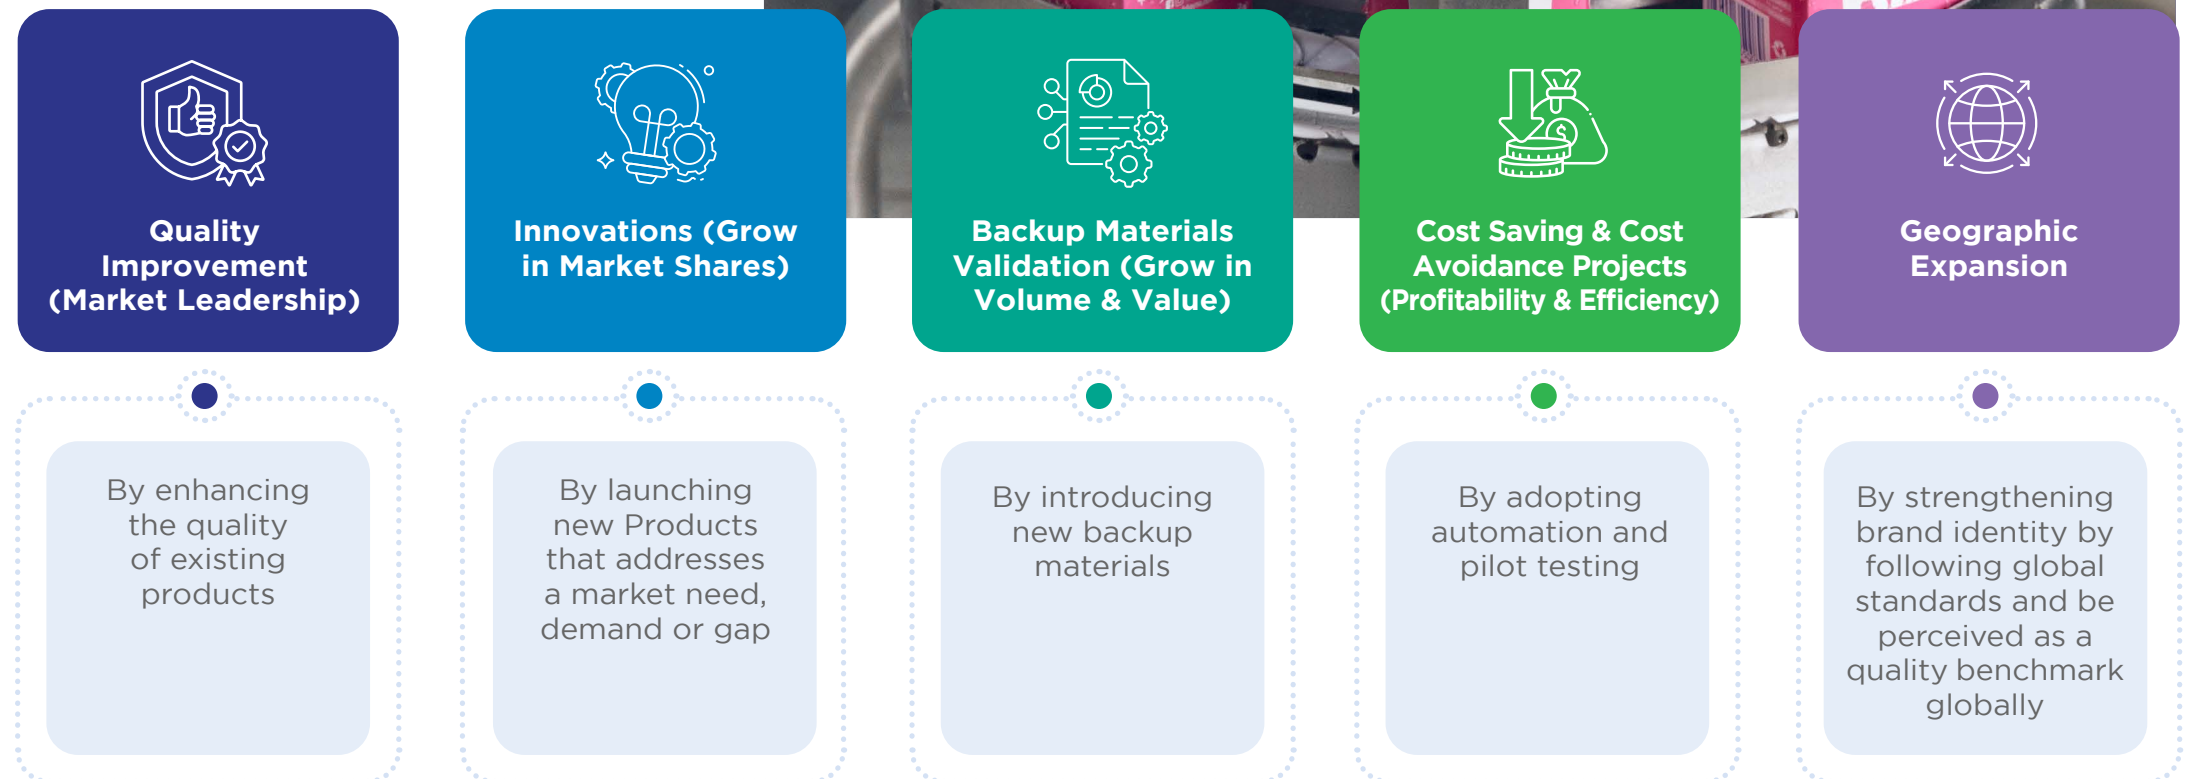 Quality
Improvement
(Market Leadership)
By enhancing
the quality
of existing
products
Innovations (Grow
in Market Shares)
By launching
new Products
that addresses
a market need,
demand or gap
Backup Materials
Validation (Grow in
Volume & Value)
By introducing
new backup
materials
Cost Saving & Cost
Avoidance Projects
(Profitability & Efficiency)
By adopting
automation and
pilot testing
Geographic
Expansion
By strengthening
brand identity by
following global
standards and be
perceived as a
quality benchmark
globally